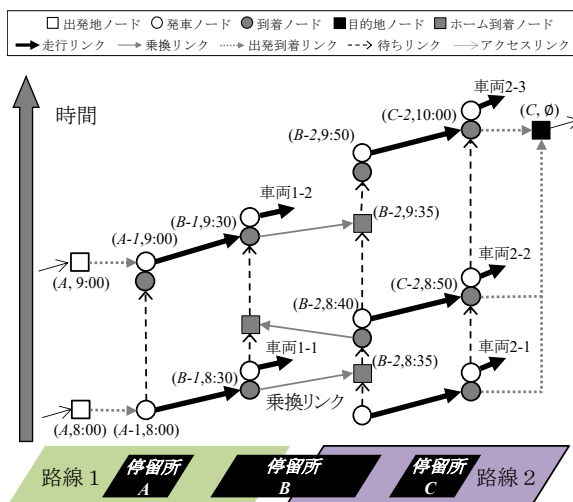 出発地ノード 発車ノード 到着ノード 目的地ノード ホーム到着ノード
走行リンク 乗換リンク 出発到着リンク 待ちリンク アクセスリンク
時間
車両2-3
(C-2,10:00)
(C, ∅)
(B-2,9:50)
車両1-2
(B-1,9:30)
(B-2,9:35)
(A-1,9:00)
(A, 9:00)
車両2-2
(C-2,8:50)
(B-2,8:40)
車両1-1
車両2-1
(B-1,8:30)
(B-2,8:35)
乗換リンク
(A,8:00)
(A-1,8:00)
路線1
停留所
A
停留所
B
停留所
C
路線2